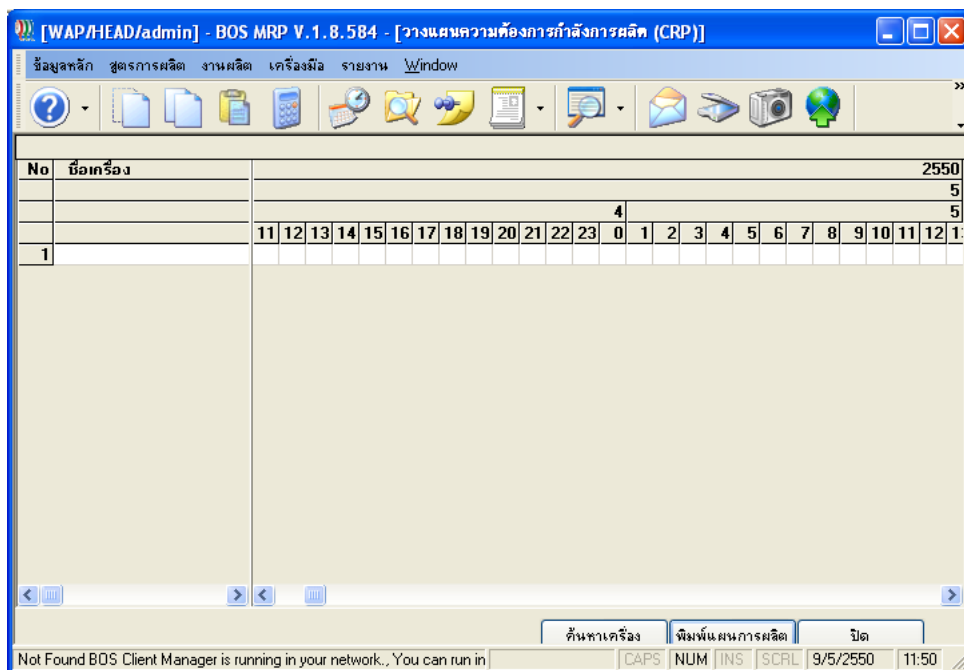 [WAP/HEAD/admin] - BOS MRP V.1.8.584 - [วางแผนความต้องการกำลังการผลิต (CRP)]
ข้อมูลหลัก สูตรการผลิต งานผลิต เครื่องมือ รายงาน Window
No ชื่อเครื่อง 2550
5
4 5
11 12 13 14 15 16 17 18 19 20 21 22 23 0 1 2 3 4 5 6 7 8 9 10 11 12 1
1
ค้นหาเครื่อง พิมพ์แผนการผลิต ปิด
Not Found BOS Client Manager is running in your network., You can run in CAPS NUM INS SCRL 9/5/2550 11:50